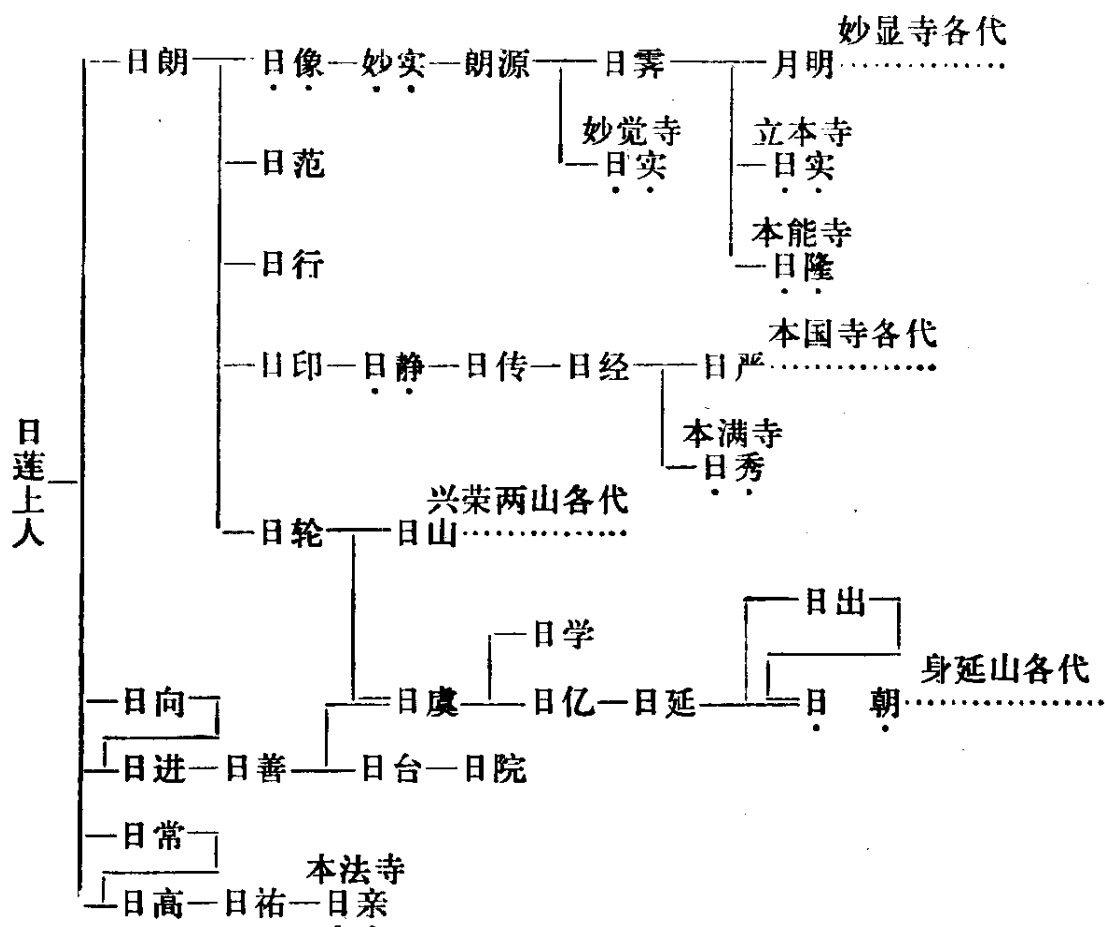 妙显寺各代
日朗 日像 妙实 朗源 日霁 月明
妙觉寺 立本寺
日范 日实 日实
本能寺
日行 日隆
本国寺各代
日印 日静 日传 日经 日严
本满寺
日秀
日莲上人
兴荣两山各代
日轮 日山
日出
日学
身延山各代
日向 日虞 日亿 日延 日朝
日进 日善 日台 日院
日常
本法寺
日高 日祐 日亲